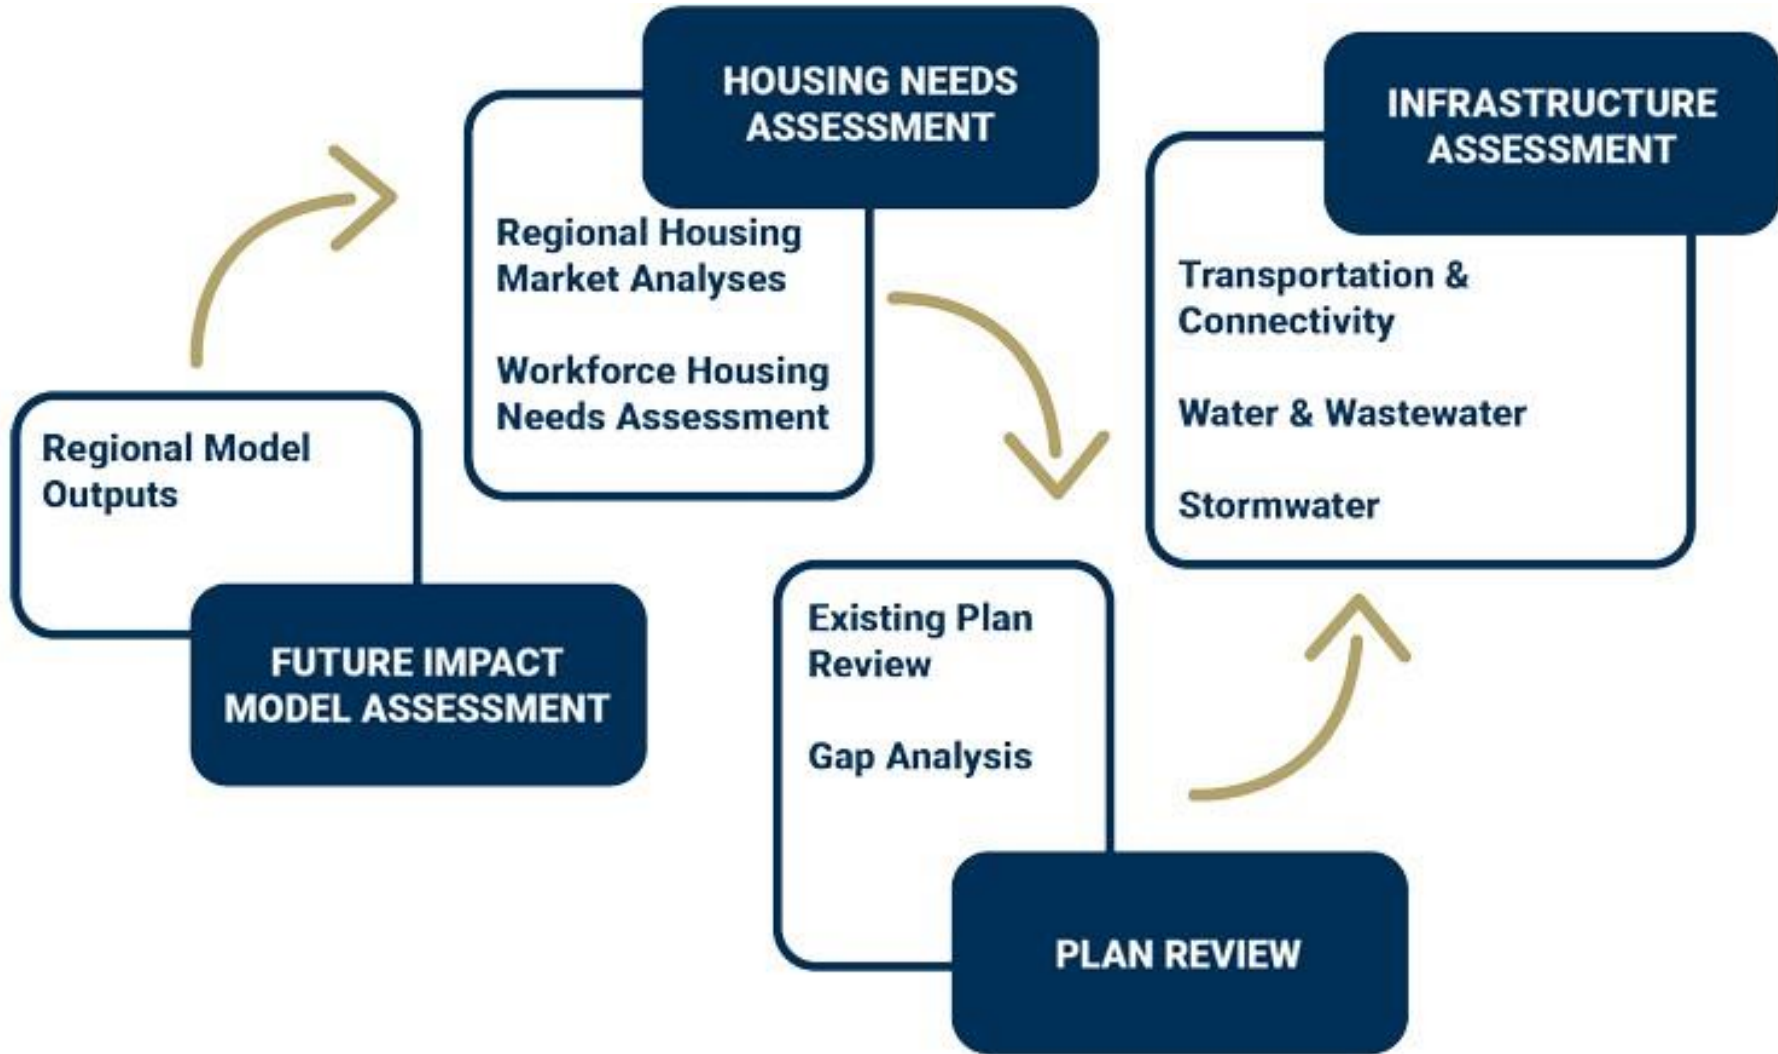 Regional Model
Outputs
FUTURE IMPACT
MODEL ASSESSMENT
HOUSING NEEDS
ASSESSMENT
Regional Housing
Market Analyses
Workforce Housing
Needs Assessment
Existing Plan
Review
Gap Analysis
PLAN REVIEW
INFRASTRUCTURE
ASSESSMENT
Transportation &
Connectivity
Water & Wastewater
Stormwater